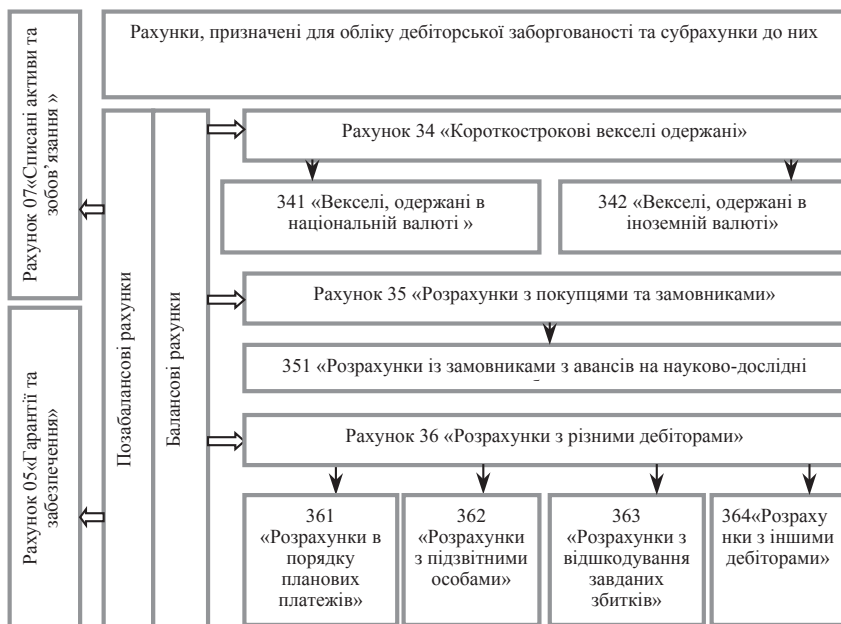 Рахунки, призначені для обліку дебіторської заборгованості та субрахунки до них
Рахунок 07«Списані активи та
зобов’язання »
Рахунок 05«Гарантії та
забезпечення»
Позабалансові рахунки
Балансові рахунки
Рахунок 34 «Короткострокові векселі одержані»
341 «Векселі, одержані в
національній валюті »
342 «Векселі, одержані в
іноземній валюті»
Рахунок 35 «Розрахунки з покупцями та замовниками»
351 «Розрахунки із замовниками з авансів на науково-дослідні
Рахунок 36 «Розрахунки з різними дебіторами»
361
«Розрахунки в
порядку
планових
платежів»
362
«Розрахунки
з підзвітними
особами»
363
«Розрахунки з
відшкодування
завданих
збитків»
364«Розраху
нки з іншими
дебіторами»